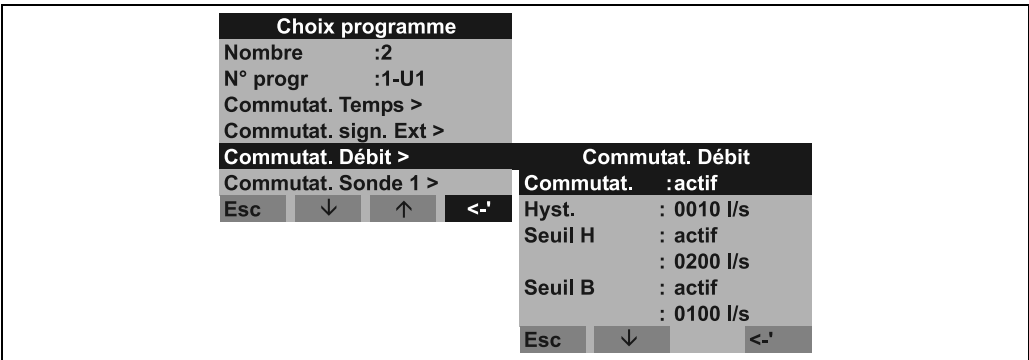 Choix programme
Nombre :2
N° progr :1-U1
Commutat. Temps >
Commutat. sign. Ext >
Commutat. Débit >
Commutat. Sonde 1 >
Esc ↓ ↑ <-'
Commutat. Débit
Commutat. :actif
Hyst. : 0010 l/s
Seuil H : actif
: 0200 l/s
Seuil B : actif
: 0100 l/s
Esc ↓ <-'